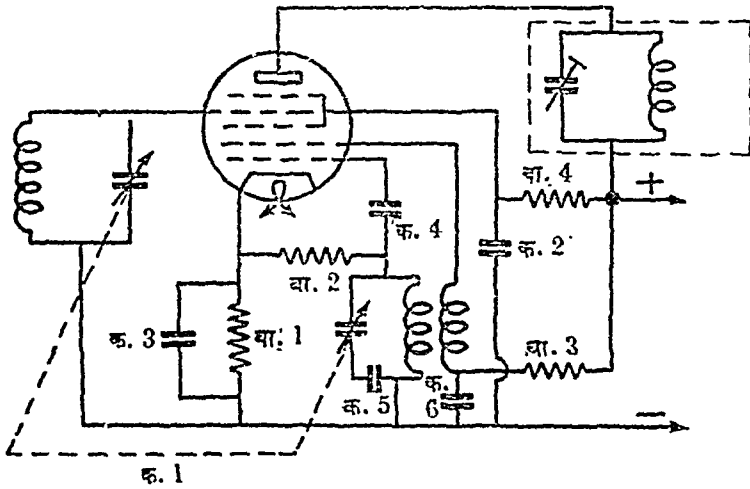 +
वा. 4
क. 4
क. 2
वा. 2
क. 3
वा. 1
वा. 3
क. 5
क. 6
−
क. 1